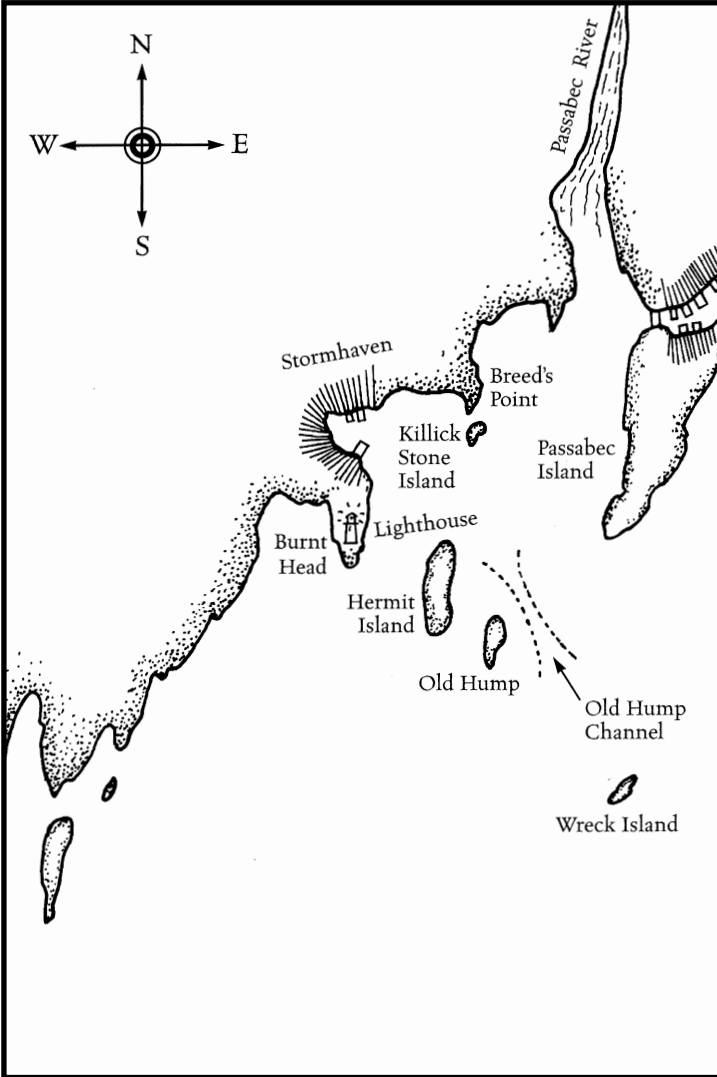 N
W
E
S
Passabec River
Stormhaven
Breed's
Point
Killick
Stone
Island
Passabec
Island
Lighthouse
Burnt
Head
Hermit
Island
Old Hump
Old Hump
Channel
Wreck Island